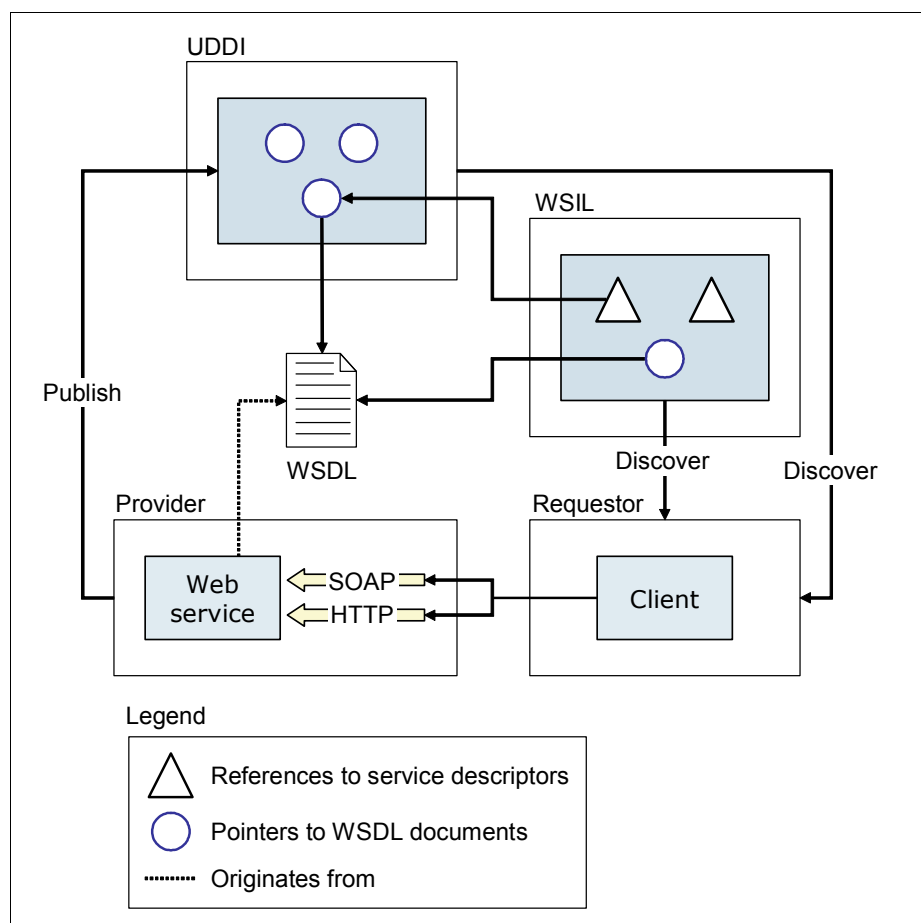 UDDI
WSIL
Publish
WSDL
Discover
Discover
Provider
Requestor
Web
service
SOAP
HTTP
Client
Legend
References to service descriptors
Pointers to WSDL documents
Originates from